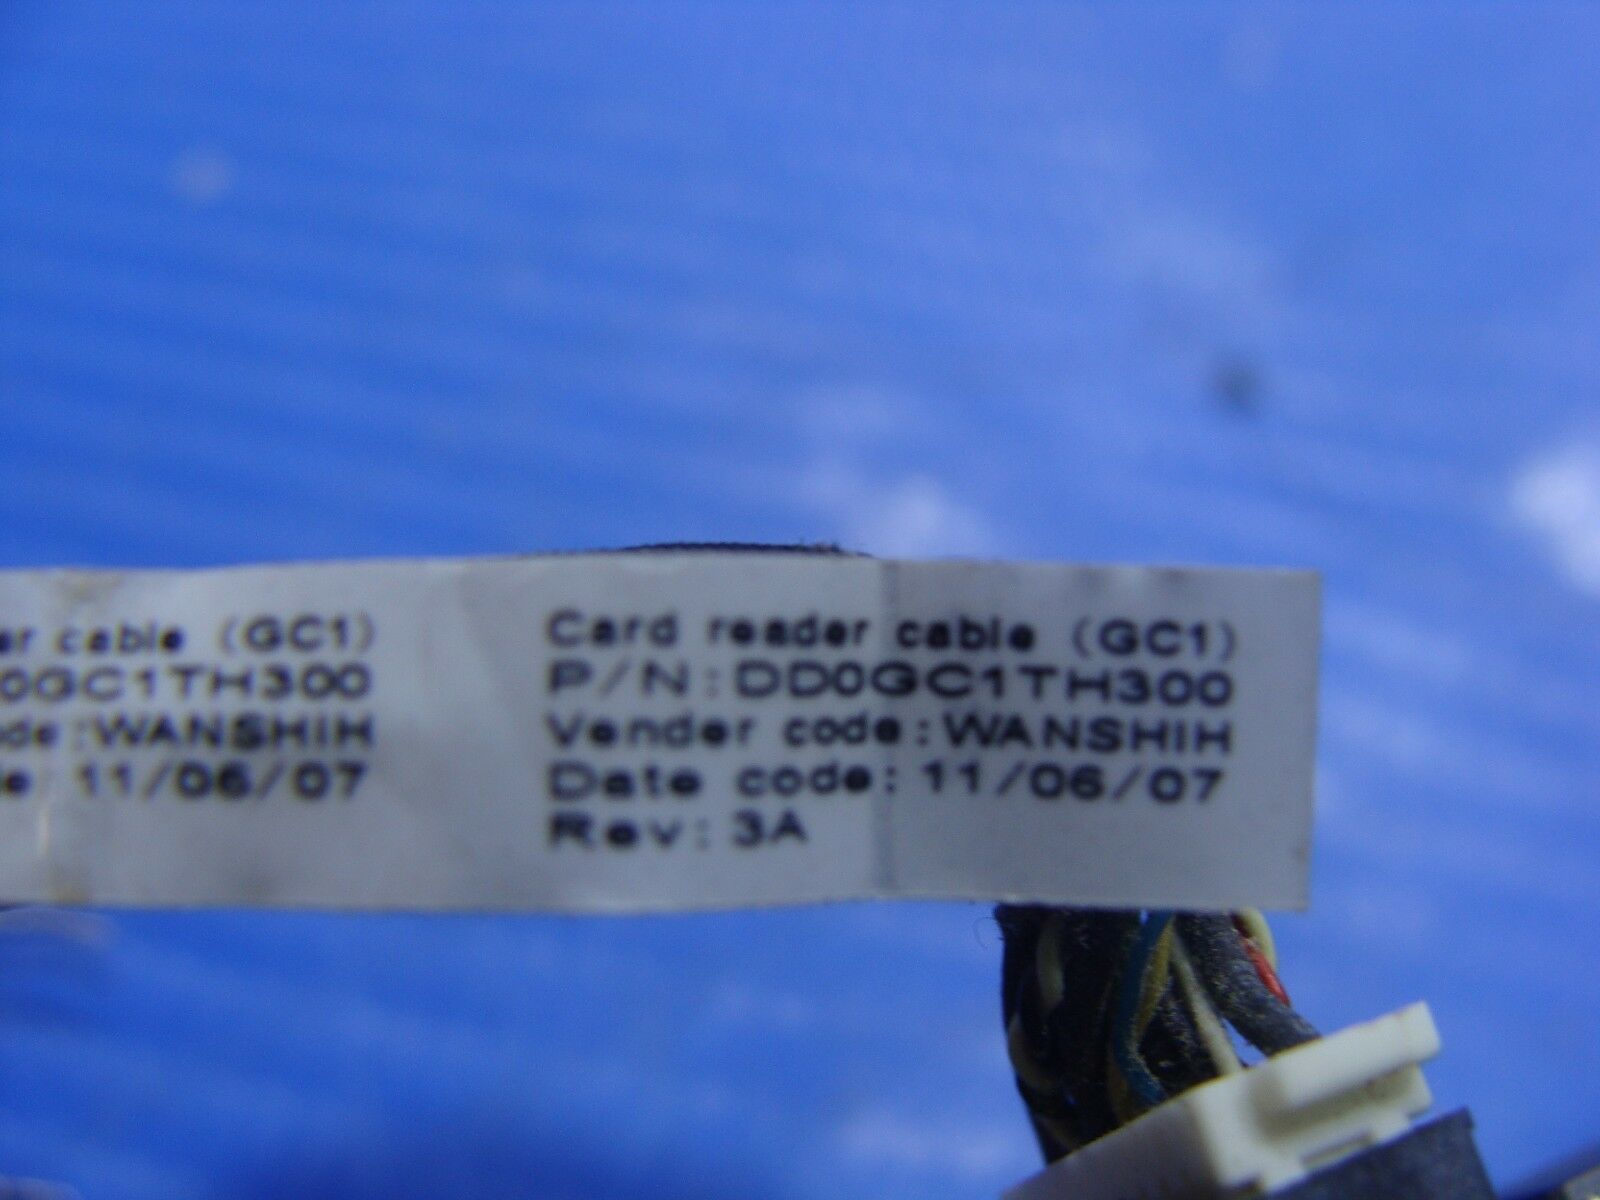 er cable (GC1)
0GC1TH300
de:WANSHIH
e: 11/06/07
Card reader cable (GC1)
P/N:DD0GC1TH300
Vender code:WANSHIH
Date code: 11/06/07
Rev: 3A